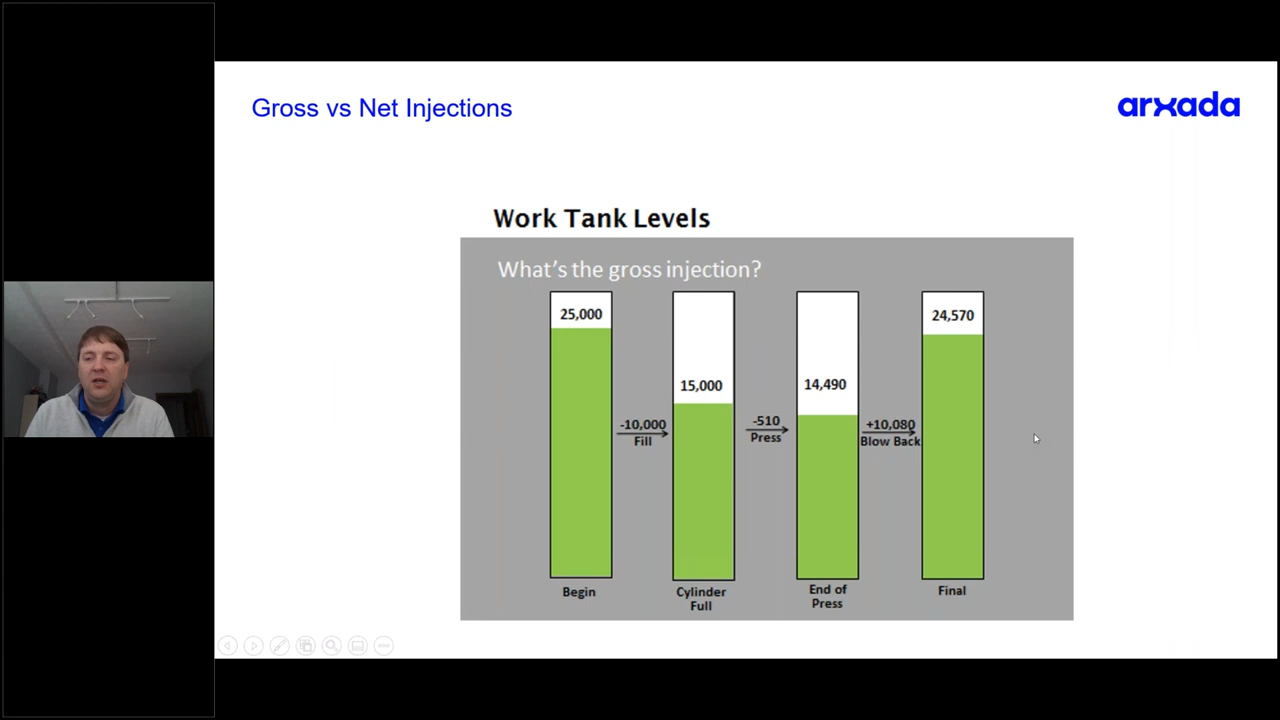 Gross vs Net Injections
arxada
Work Tank Levels
What's the gross injection?
25,000
15,000
14,490
24,570
-10,000
Fill
-510
Press
+10,080
Blow Back
Begin
Cylinder
Full
End of
Press
Final